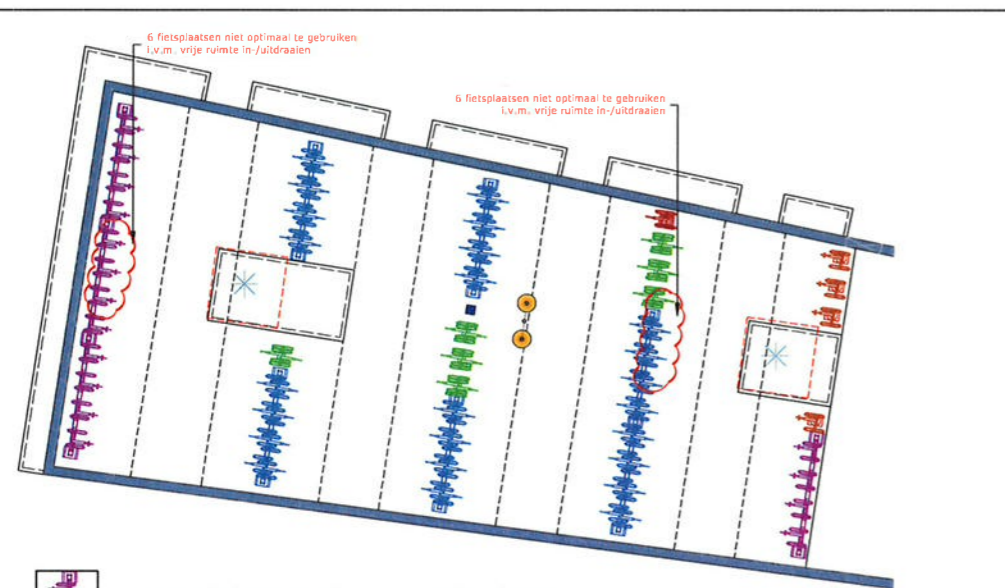 6 fietsplaatsen niet optimaal te gebruiken
i.v.m. vrije ruimte in-/uitdraaien
6 fietsplaatsen niet optimaal te gebruiken
i.v.m. vrije ruimte in-/uitdraaien